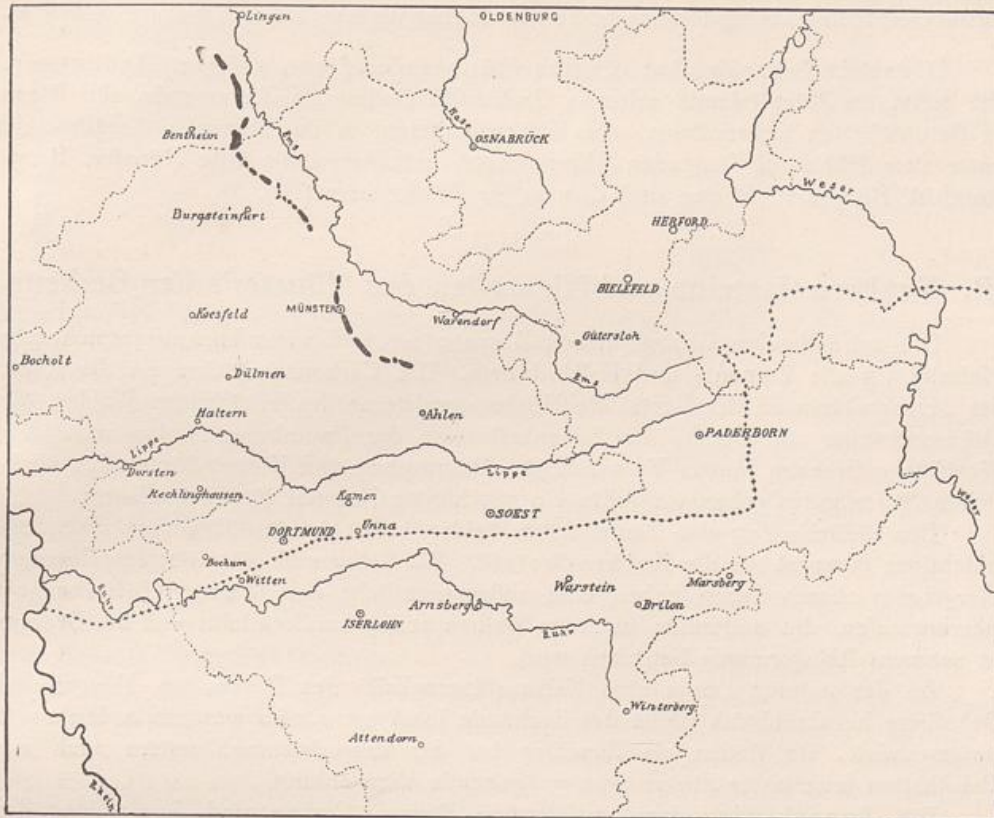 Lingen
OLDENBURG
Bentheim
Ems
Hase
OSNABRÜCK
Weser
Burgsteinfurt
HERFORD
BIELEFELD
Koesfeld
MÜNSTER
Warendorf
Gütersloh
Bocholt
Dülmen
Ems
Haltern
Ahlen
PADERBORN
Lippe
Dorsten
Lippe
Recklinghausen
Kamen
SOEST
Weser
DORTMUND
Unna
Bochum
Witten
Warstein
Marsberg
Ruhr
Arnsberg
Brilon
ISERLOHN
Ruhr
Winterberg
Attendorn
Rhein